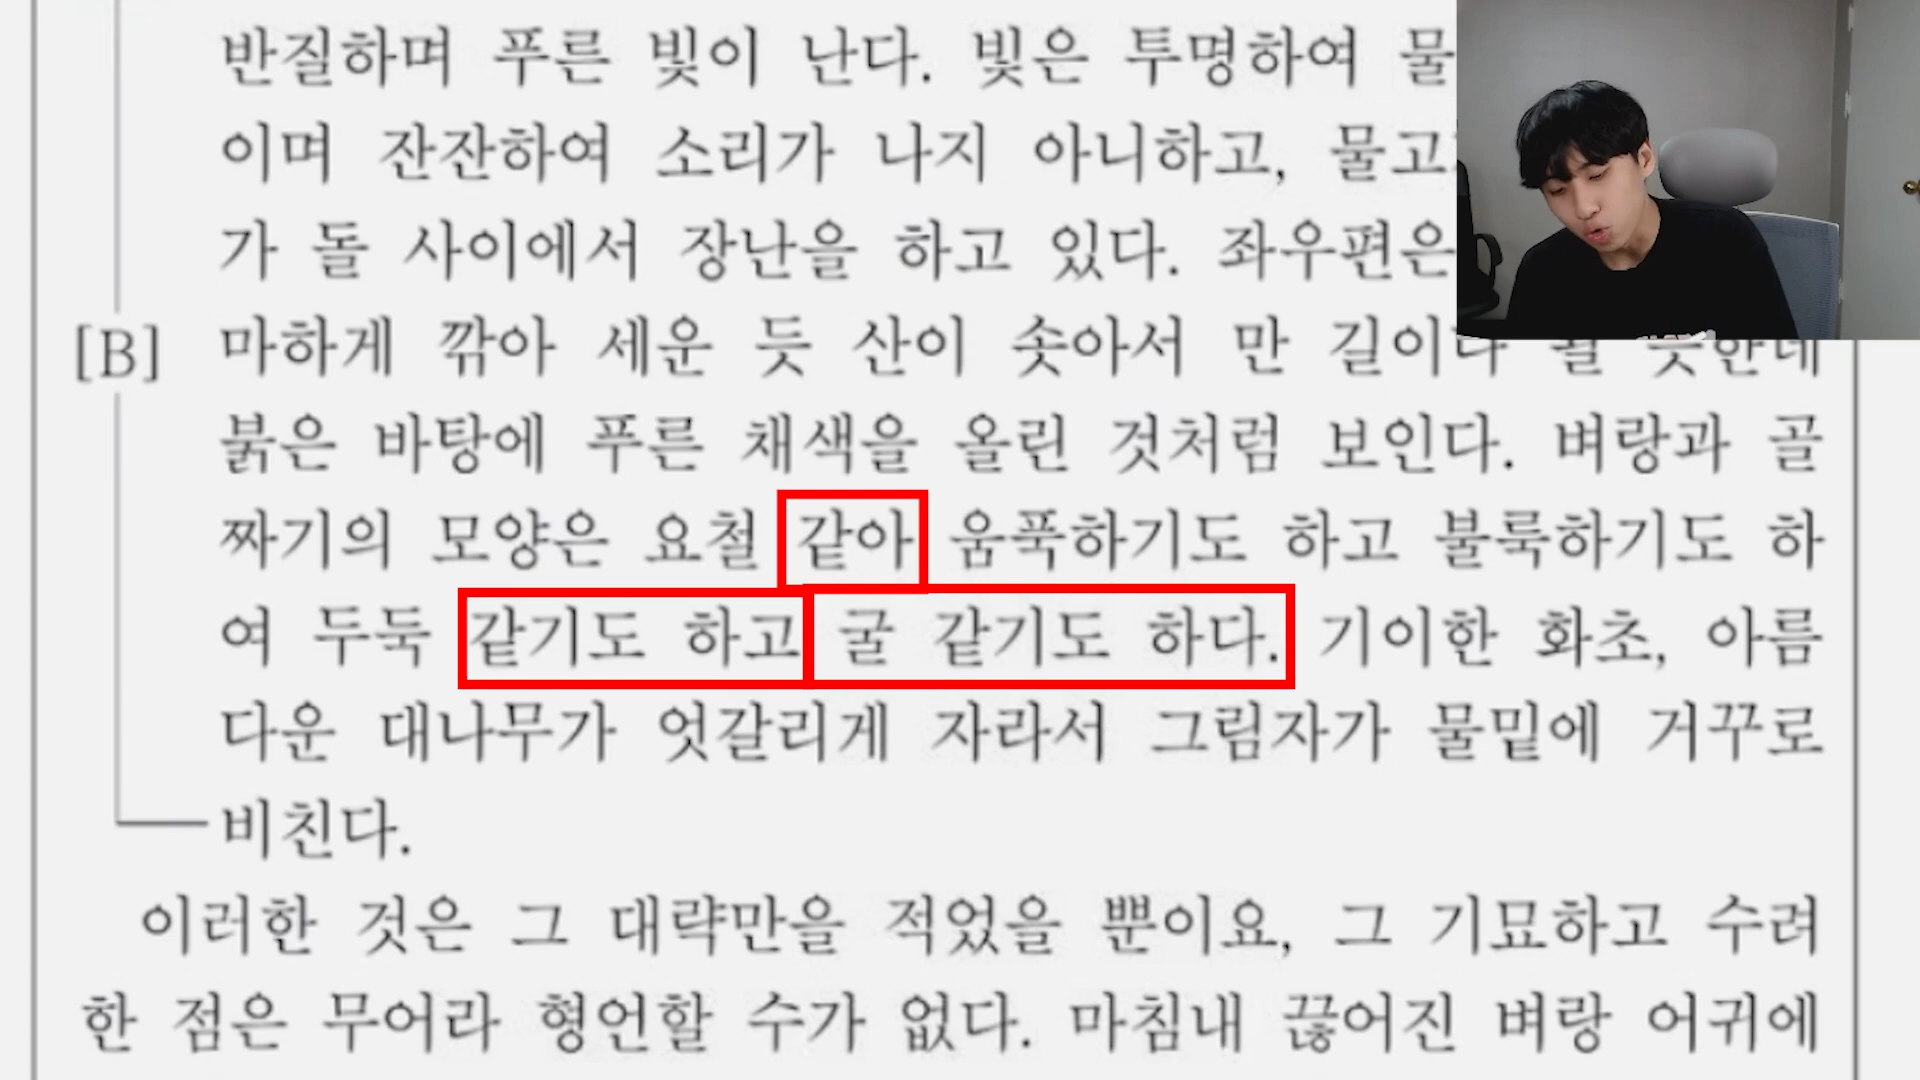 반질하며 푸른 빛이 난다. 빛은 투명하여
이며 잔잔하여 소리가 나지 아니하고,
가 돌 사이에서 장난을 하고 있다. 좌우편은
[B] 마하게 깎아 세운 듯 산이 솟아서 만 길이나 될 듯한데
붉은 바탕에 푸른 채색을 올린 것처럼 보인다. 벼랑과 골
짜기의 모양은 요철 같아 움푹하기도 하고 불룩하기도 하
여 두둑 같기도 하고 굴 같기도 하다. 기이한 화초, 아름
다운 대나무가 엇갈리게 자라서 그림자가 물밑에 거꾸로
비친다.
이러한 것은 그 대략만을 적었을 뿐이요, 그 기묘하고 수려
한 점은 무어라 형언할 수가 없다. 마침내 끊어진 벼랑 어귀에